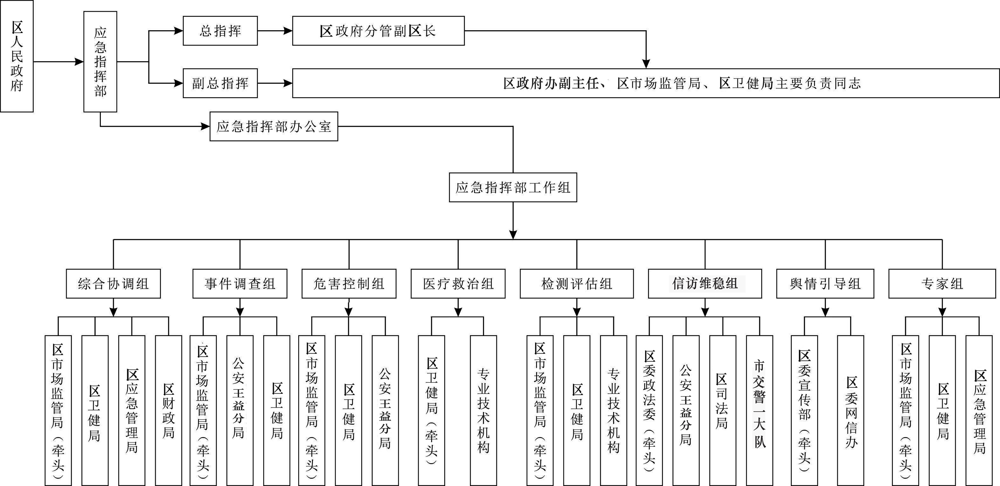 区人民政府
应急指挥部
总指挥
区政府分管副区长
副总指挥
区政府办副主任、区市场监管局、区卫健局主要负责同志
应急指挥部办公室
应急指挥部工作组
综合协调组
事件调查组
危害控制组
医疗救治组
检测评估组
信访维稳组
舆情引导组
专家组
区市场监管局（牵头）
区卫健局
区应急管理局
区财政局
区市场监管局（牵头）
公安王益分局
区卫健局
区市场监管局（牵头）
区卫健局
公安王益分局
区卫健局（牵头）
专业技术机构
区市场监管局（牵头）
区卫健局
专业技术机构
区委政法委（牵头）
公安王益分局
区司法局
市交警一大队
区委宣传部（牵头）
区委网信办
区市场监管局（牵头）
区卫健局
区应急管理局